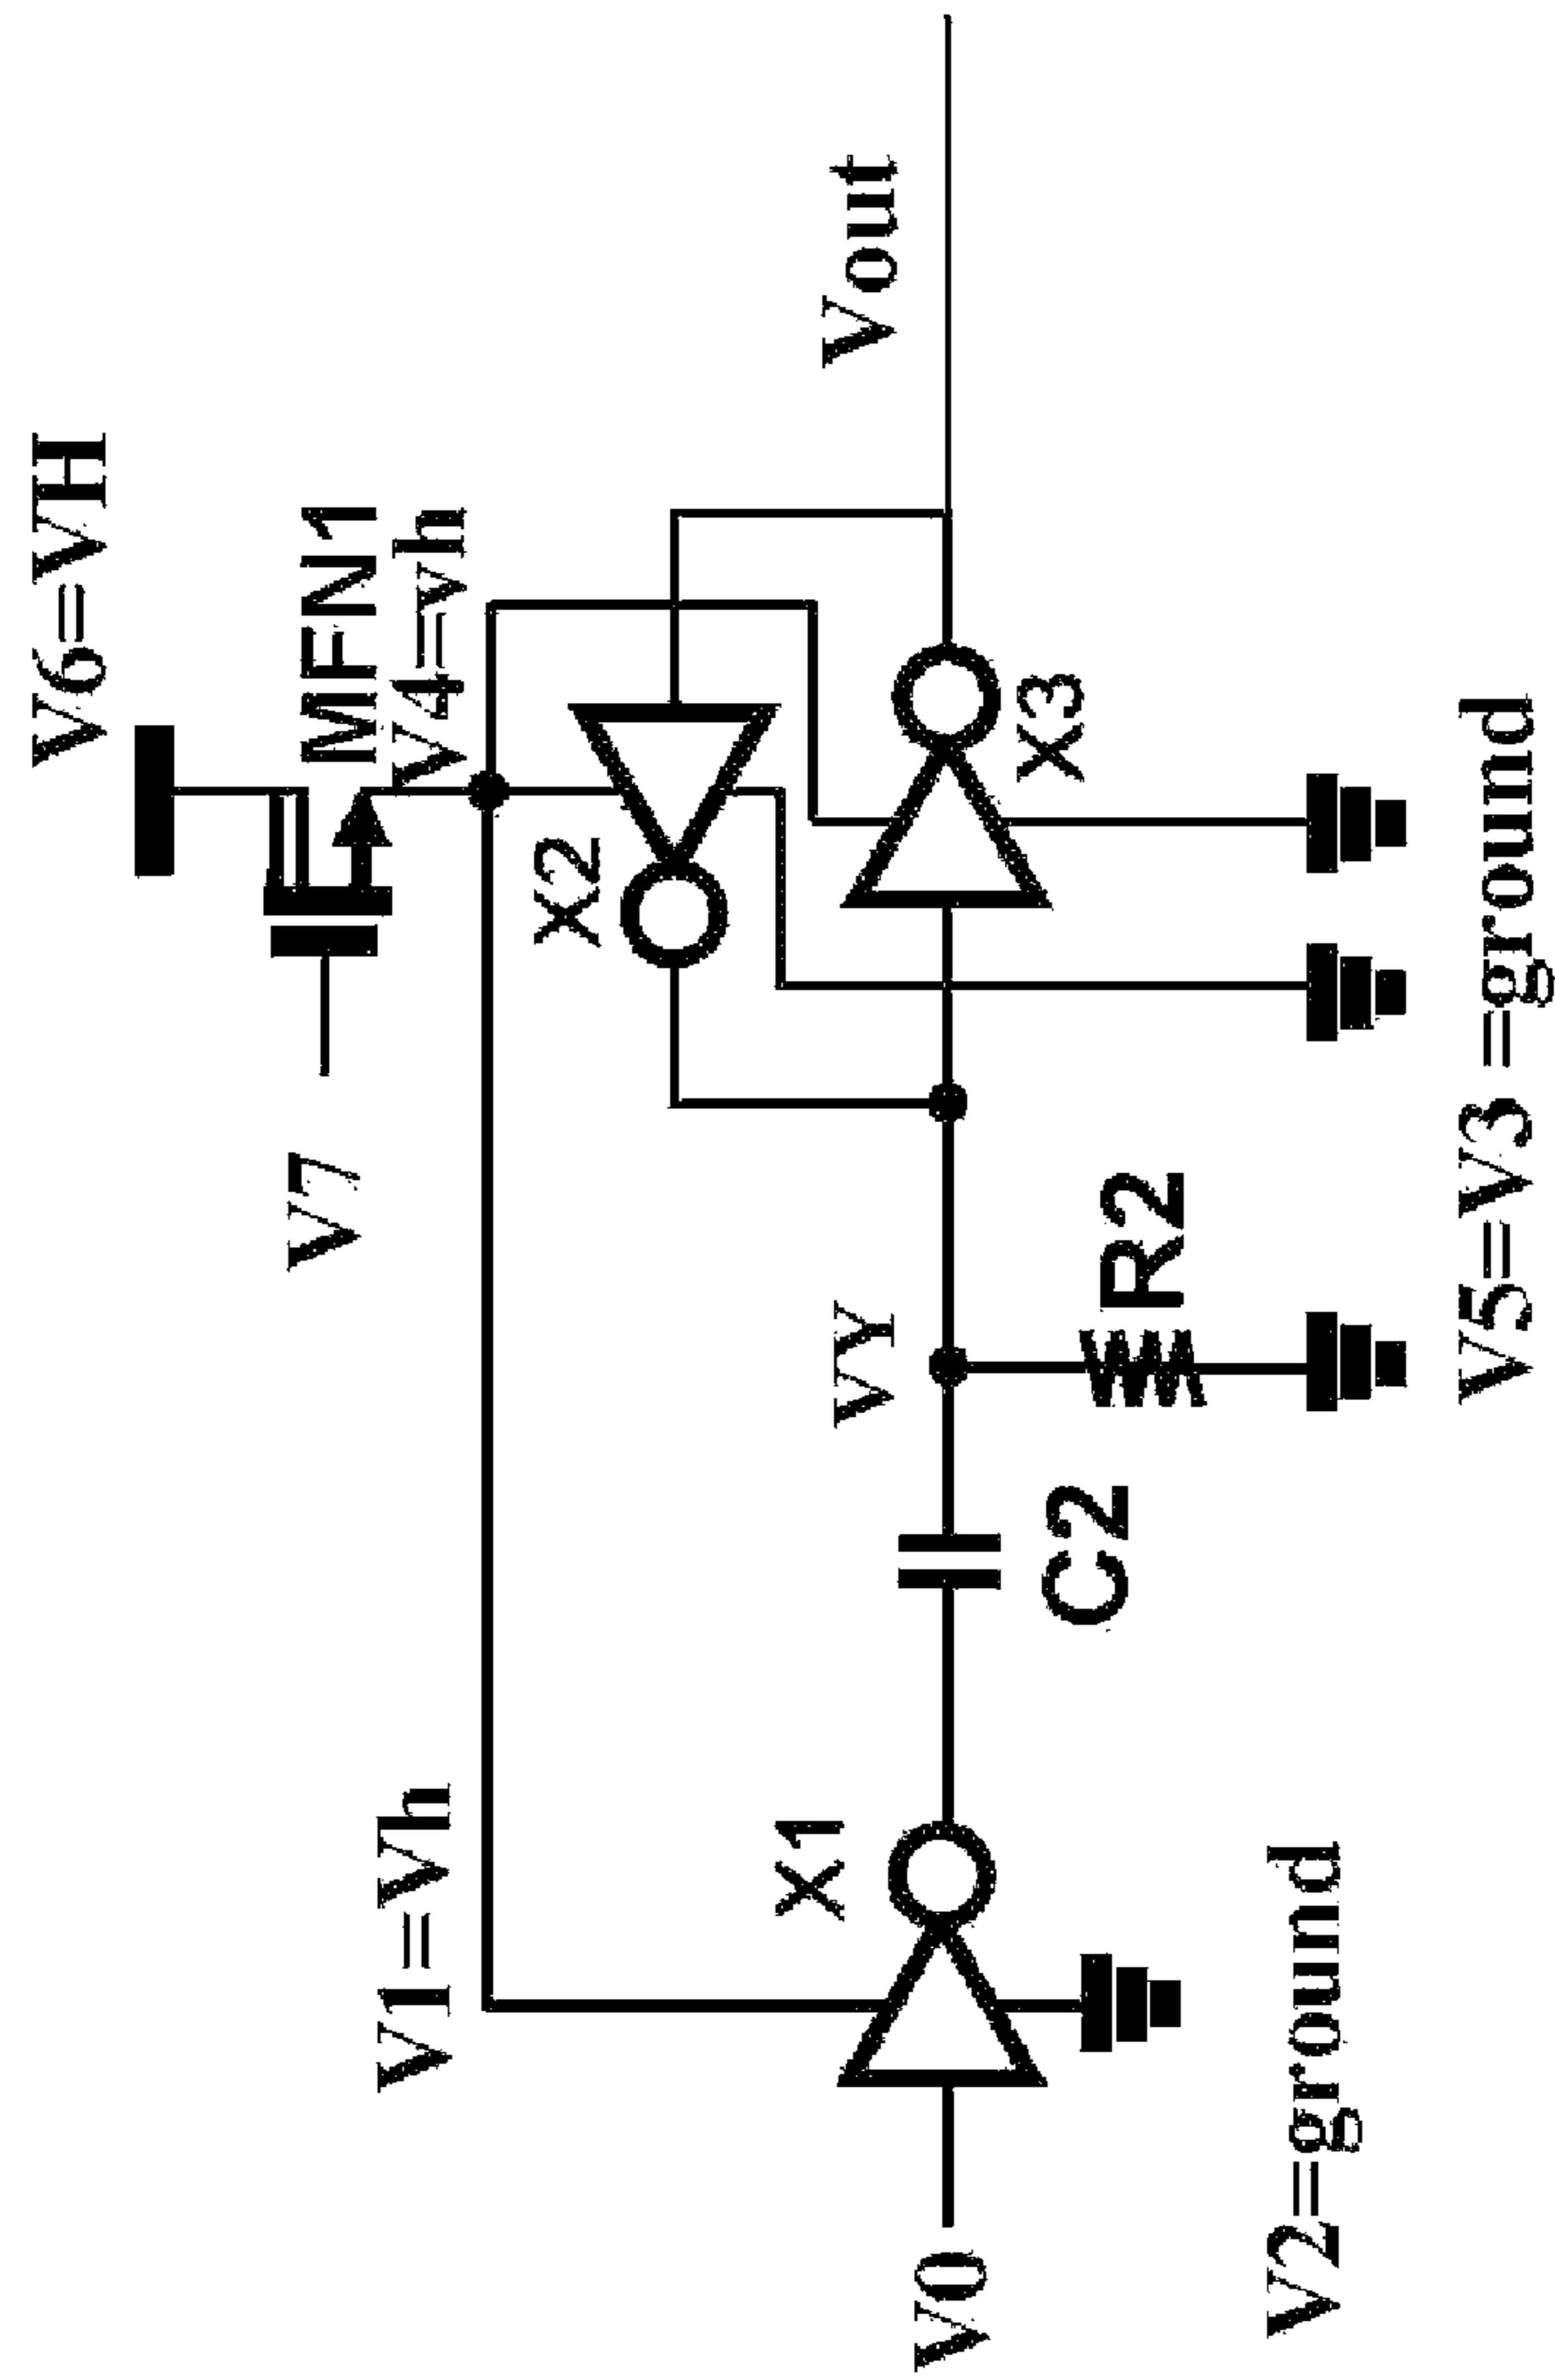 V6=VH
MFN1
V4=vh
V7
V1=Vh
X2
Vout
VY
X1
X3
C2
R2
V0
V2=ground
V5=V3 =ground